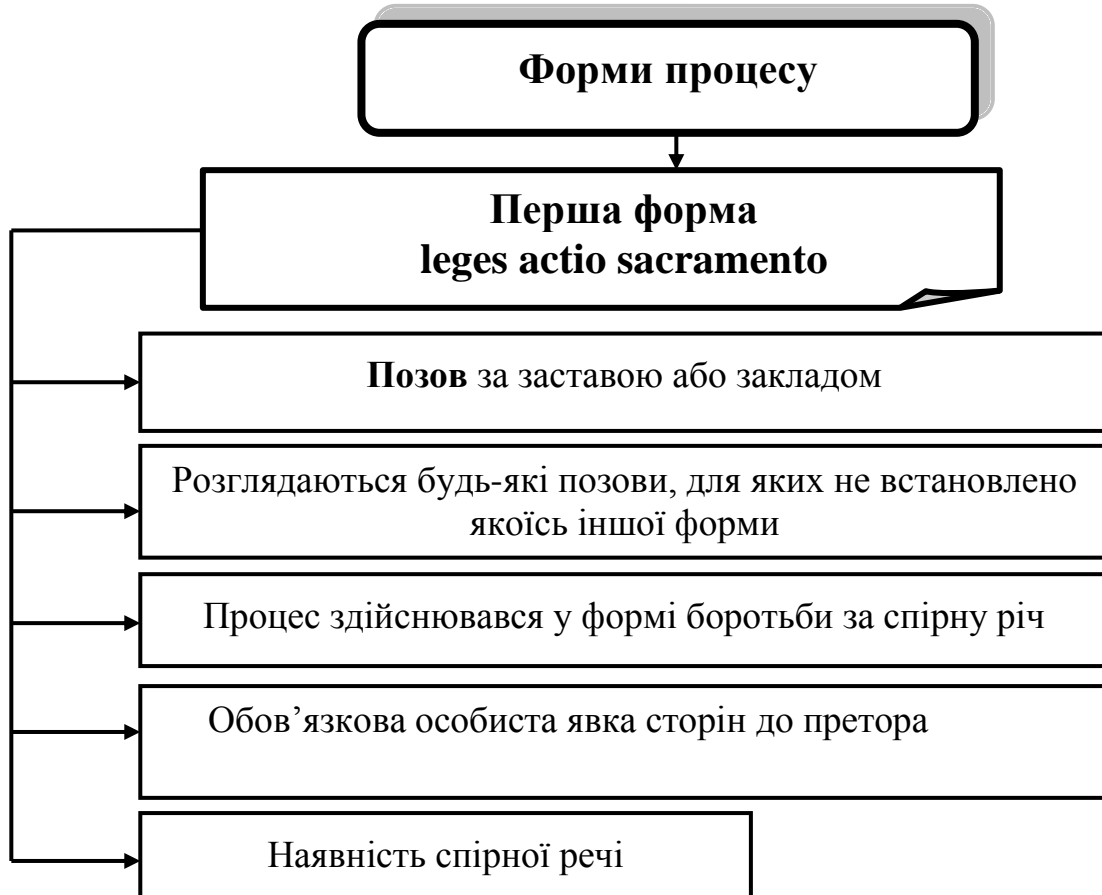 Форми процесу
Перша форма
leges actio sacramento
Позов за заставою або закладом
Розглядаються будь-які позови, для яких не встановлено
якоїсь іншої форми
Процес здійснювався у формі боротьби за спірну річ
Обов’язкова особиста явка сторін до претора
Наявність спірної речі